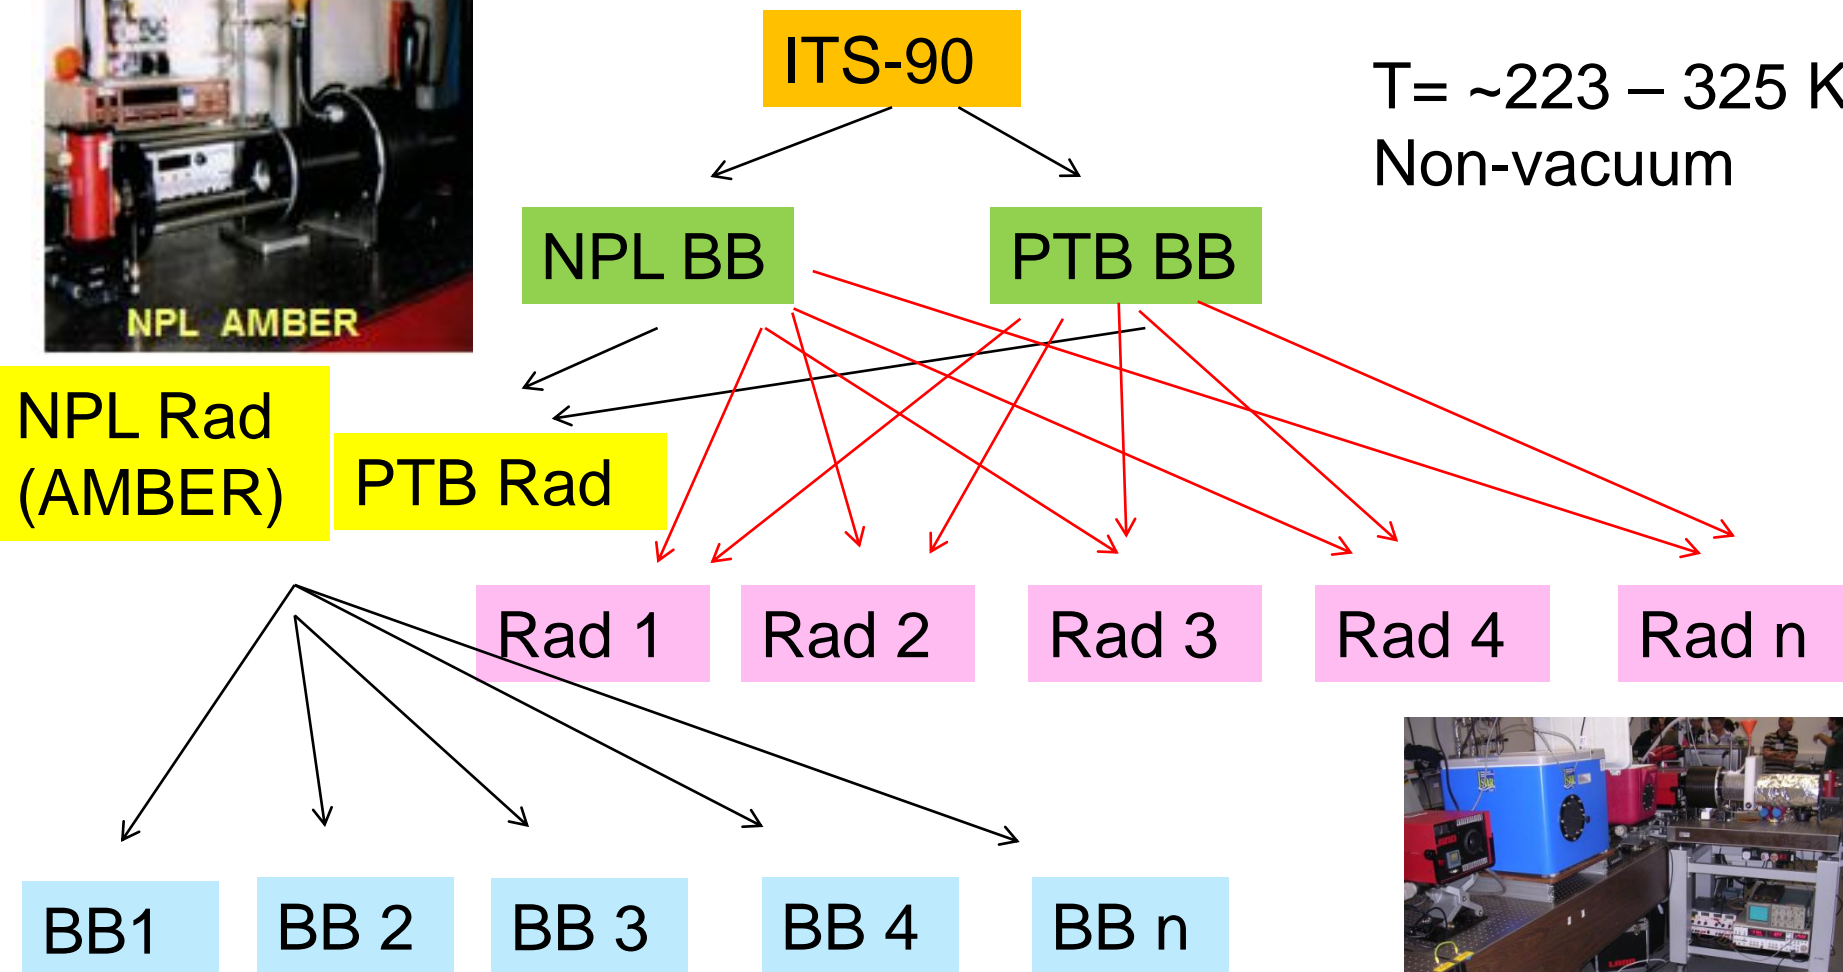 ITS-90
T= ~223 – 325 K
Non-vacuum
NPL BB
PTB BB
NPL AMBER
NPL Rad
(AMBER)
PTB Rad
Rad 1
Rad 2
Rad 3
Rad 4
Rad n
BB1
BB 2
BB 3
BB 4
BB n